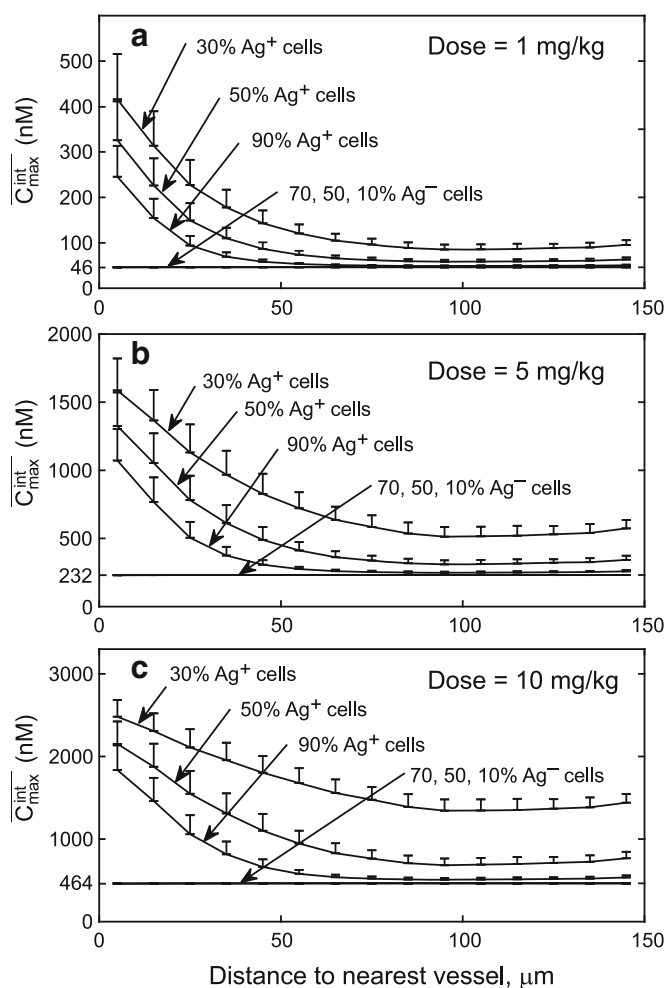 a
Dose = 1 mg/kg
30% Ag+ cells
50% Ag+ cells
90% Ag+ cells
70, 50, 10% Ag− cells
C_max^int (nM)
500
400
300
200
100
46
0
0 50 100 150
b
Dose = 5 mg/kg
30% Ag+ cells
50% Ag+ cells
90% Ag+ cells
70, 50, 10% Ag− cells
C_max^int (nM)
2000
1500
1000
500
232
0
0 50 100 150
c
Dose = 10 mg/kg
30% Ag+ cells
50% Ag+ cells
90% Ag+ cells
70, 50, 10% Ag− cells
C_max^int (nM)
3000
2000
1000
464
0
0 50 100 150
Distance to nearest vessel, μm